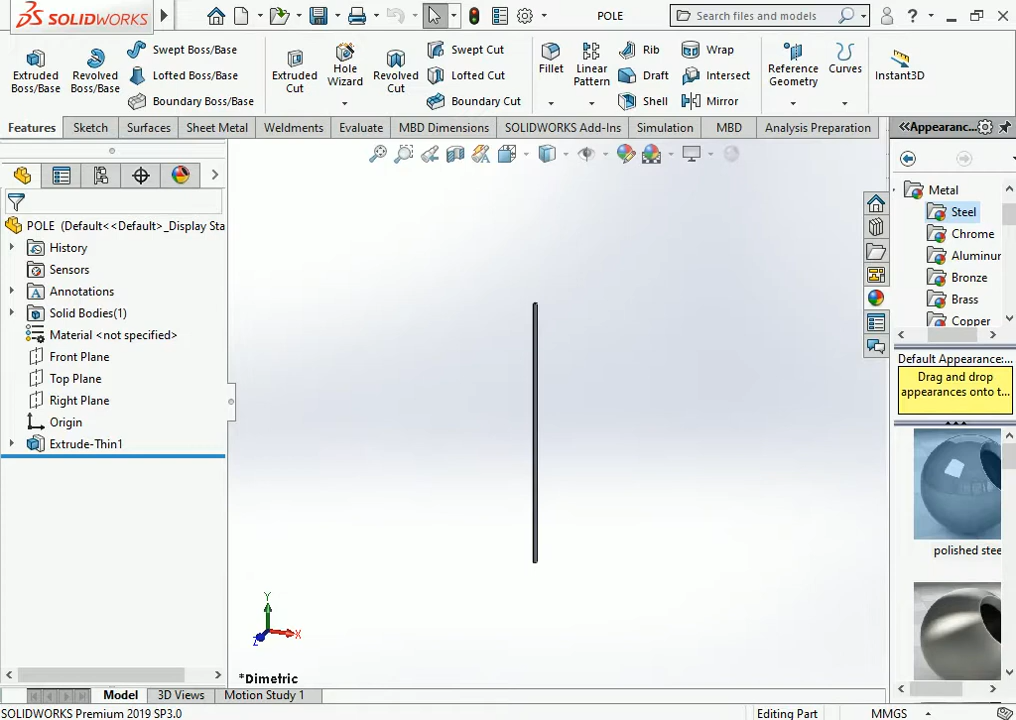 SOLIDWORKS
POLE
Search files and models
Extruded Boss/Base
Revolved Boss/Base
Swept Boss/Base
Lofted Boss/Base
Boundary Boss/Base
Extruded Cut
Hole Wizard
Revolved Cut
Swept Cut
Lofted Cut
Boundary Cut
Fillet
Linear Pattern
Rib
Draft
Shell
Wrap
Intersect
Mirror
Reference Geometry
Curves
Instant3D
Features Sketch Surfaces Sheet Metal Weldments Evaluate MBD Dimensions SOLIDWORKS Add-Ins Simulation MBD Analysis Preparation
POLE (Default<<Default>_Display Sta
History
Sensors
Annotations
Solid Bodies(1)
Material <not specified>
Front Plane
Top Plane
Right Plane
Origin
Extrude-Thin1
Y
X
Z
*Dimetric
<<Appearanc...
Metal
Steel
Chrome
Aluminur
Bronze
Brass
Copper
Default Appearance:...
Drag and drop
appearances onto t...
polished stee
Model 3D Views Motion Study 1
SOLIDWORKS Premium 2019 SP3.0
Editing Part
MMGS